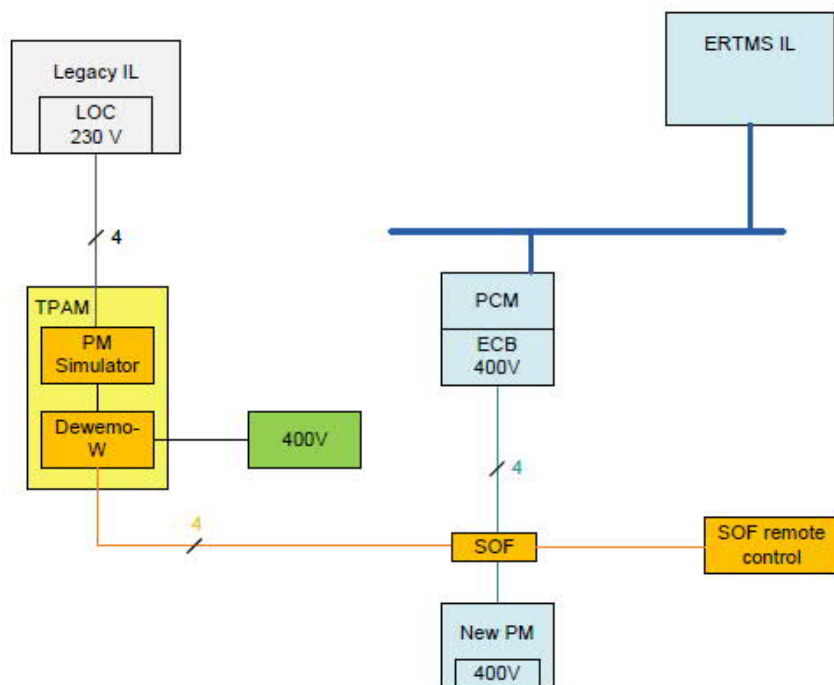 ERTMS IL
Legacy IL
LOC
230 V
4
TPAM
PM
Simulator
Dewemo-
W
400V
PCM
ECB
400V
4
4
SOF
SOF remote
control
New PM
400V